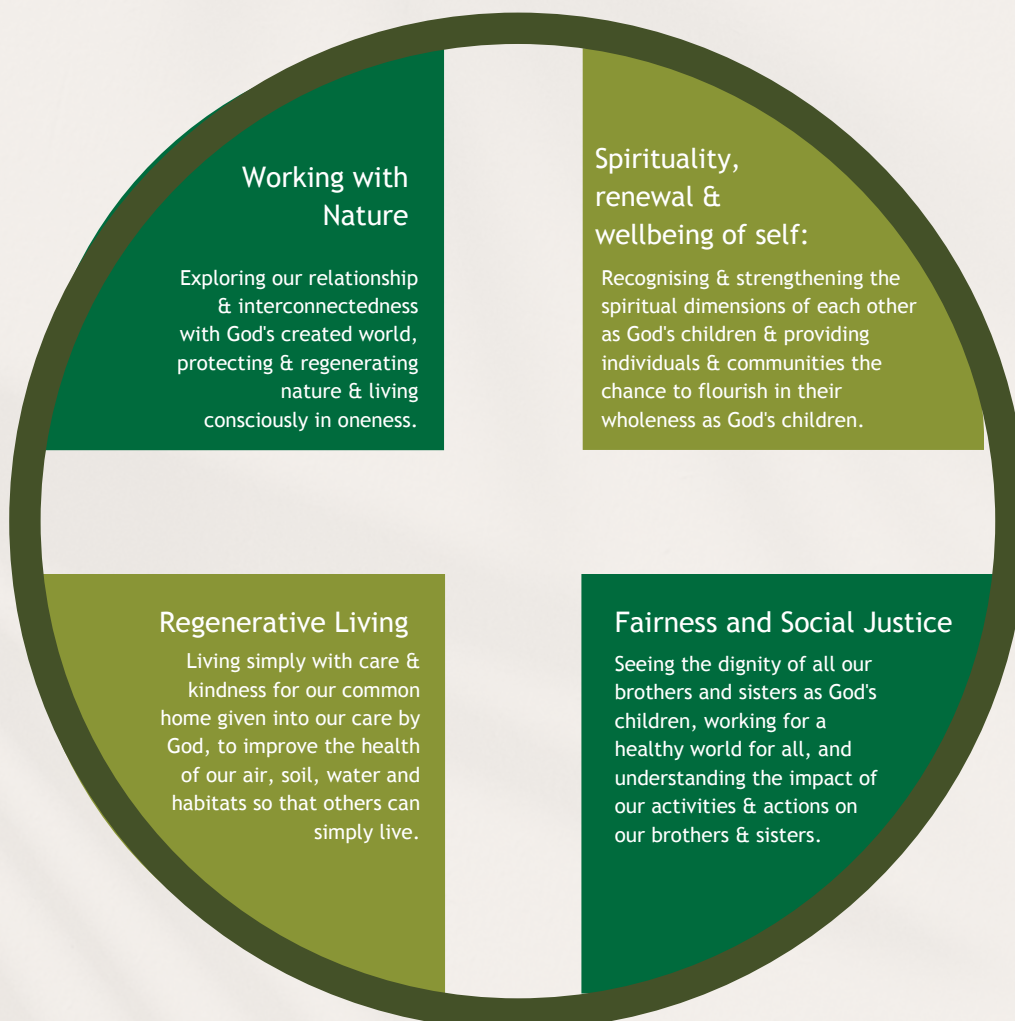 Working with
Nature
Exploring our relationship
& interconnectedness
with God's created world,
protecting & regenerating
nature & living
consciously in oneness.
Spirituality,
renewal &
wellbeing of self:
Recognising & strengthening the
spiritual dimensions of each other
as God's children & providing
individuals & communities the
chance to flourish in their
wholeness as God's children.
Regenerative Living
Living simply with care &
kindness for our common
home given into our care by
God, to improve the health
of our air, soil, water and
habitats so that others can
simply live.
Fairness and Social Justice
Seeing the dignity of all our
brothers and sisters as God's
children, working for a
healthy world for all, and
understanding the impact of
our activities & actions on
our brothers & sisters.